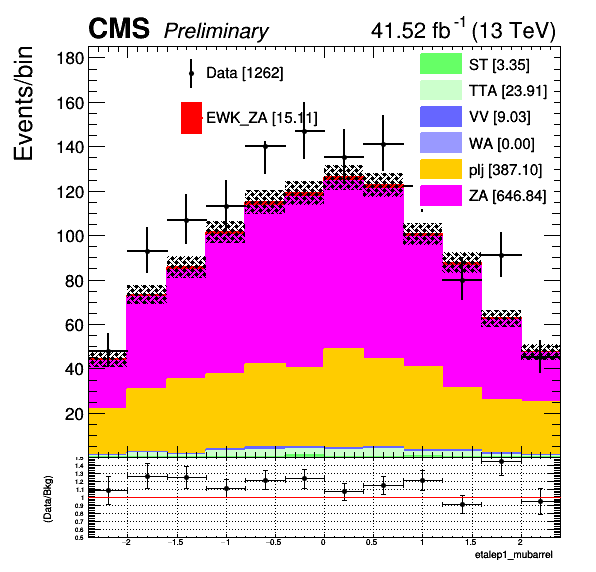 CMS Preliminary 41.52 fb⁻¹ (13 TeV)
Events/bin
180
160
140
120
100
80
60
40
20
Data [1262]
EWK_ZA [15.11]
ST [3.35]
TTA [23.91]
VV [9.03]
WA [0.00]
plj [387.10]
ZA [646.84]
(Data/Bkg)
1.5
1.4
1.3
1.2
1.1
1
0.9
0.8
0.7
0.6
0.5
−2 −1.5 −1 −0.5 0 0.5 1 1.5 2
etalep1_mubarrel